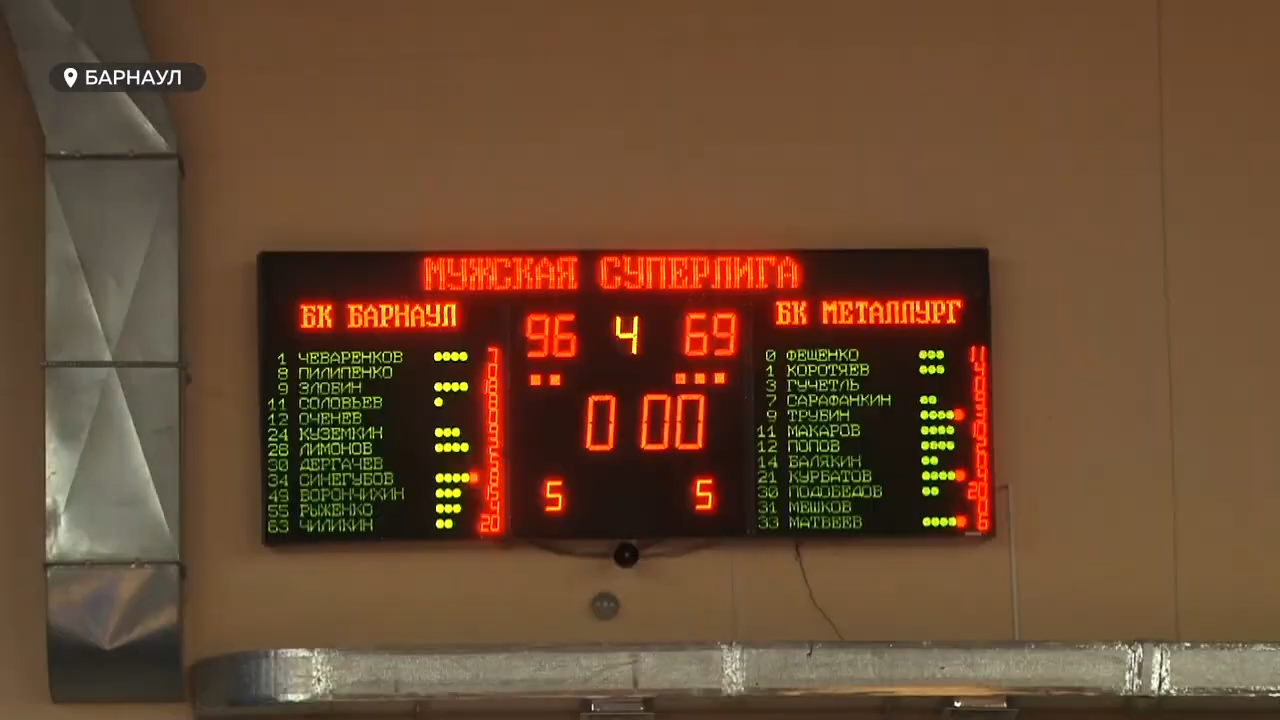 БАРНАУЛ
МУЖСКАЯ СУПЕРЛИГА
БК БАРНАУЛ
БК МЕТАЛЛУРГ
96 4 69
0 00
5 5
1 ЧЕВАРЕНКОВ
8 ПИЛИПЕНКО
9 ЗЛОБИН
11 СОЛОВЬЕВ
12 ОЧЕНЕВ
24 КУЗЕМКИН
28 ЛИМОНОВ
30 ДЕРГАЧЕВ
34 СИНЕГУБОВ
49 ВОРОНЧИХИН
55 РЫЖЕНКО
63 ЧИЛИКИН
0 ФЕЩЕНКО
1 КОРОТЯЕВ
3 ГУЧЕТЛЬ
7 САРАФАНКИН
9 ТРУБИН
11 МАКАРОВ
12 ПОПОВ
14 БАЛЯКИН
21 КУРБАТОВ
30 ПОДОБЕДОВ
31 МЕШКОВ
33 МАТВЕЕВ